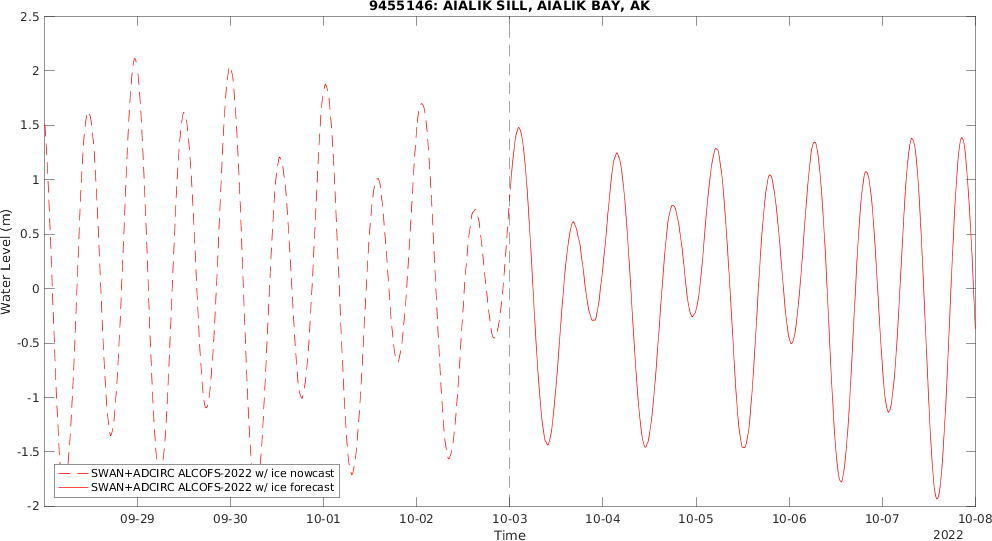 9455146: AIALIK SILL, AIALIK BAY, AK
2.5
2
1.5
1
0.5
0
-0.5
-1
-1.5
-2
Water Level (m)
SWAN+ADCIRC ALCOFS-2022 w/ ice nowcast
SWAN+ADCIRC ALCOFS-2022 w/ ice forecast
09-29 09-30 10-01 10-02 10-03 10-04 10-05 10-06 10-07 10-08
Time
2022